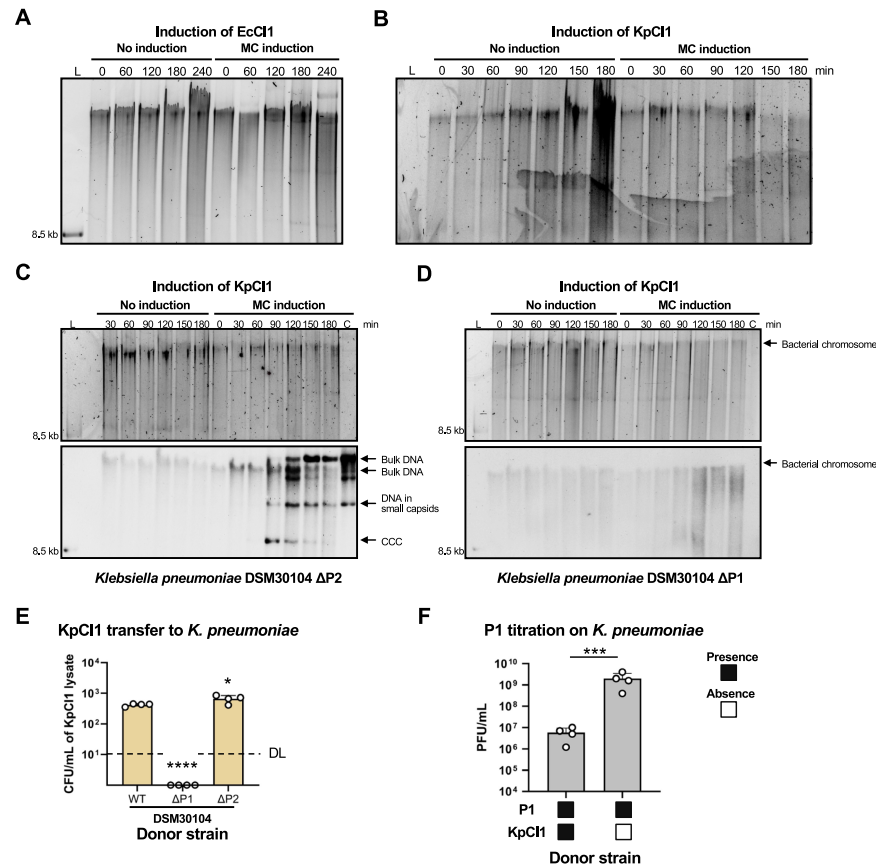 A
Induction of EcCI1
No induction MC induction
L 0 60 120 180 240 0 60 120 180 240
8.5 kb
B
Induction of KpCI1
No induction MC induction
L 0 30 60 90 120 150 180 0 30 60 90 120 150 180 min
C
Induction of KpCI1
No induction MC induction
L 30 60 90 120 150 180 0 30 60 90 120 150 180 C min
8.5 kb
Bulk DNA
Bulk DNA
DNA in
small capsids
CCC
8.5 kb
Klebsiella pneumoniae DSM30104 ΔP2
D
Induction of KpCI1
No induction MC induction
L 0 30 60 90 120 150 180 0 30 60 90 120 150 180 C min
Bacterial chromosome
8.5 kb
Bacterial chromosome
8.5 kb
Klebsiella pneumoniae DSM30104 ΔP1
E
KpCI1 transfer to K. pneumoniae
CFU/mL of KpCI1 lysate
10⁴
10³
10¹
*
****
DL
WT ΔP1 ΔP2
DSM30104
Donor strain
F
P1 titration on K. pneumoniae
PFU/mL
10¹⁰
10⁹
10⁸
10⁷
10⁶
10⁵
10⁴
***
P1
KpCI1
Donor strain
Presence
Absence